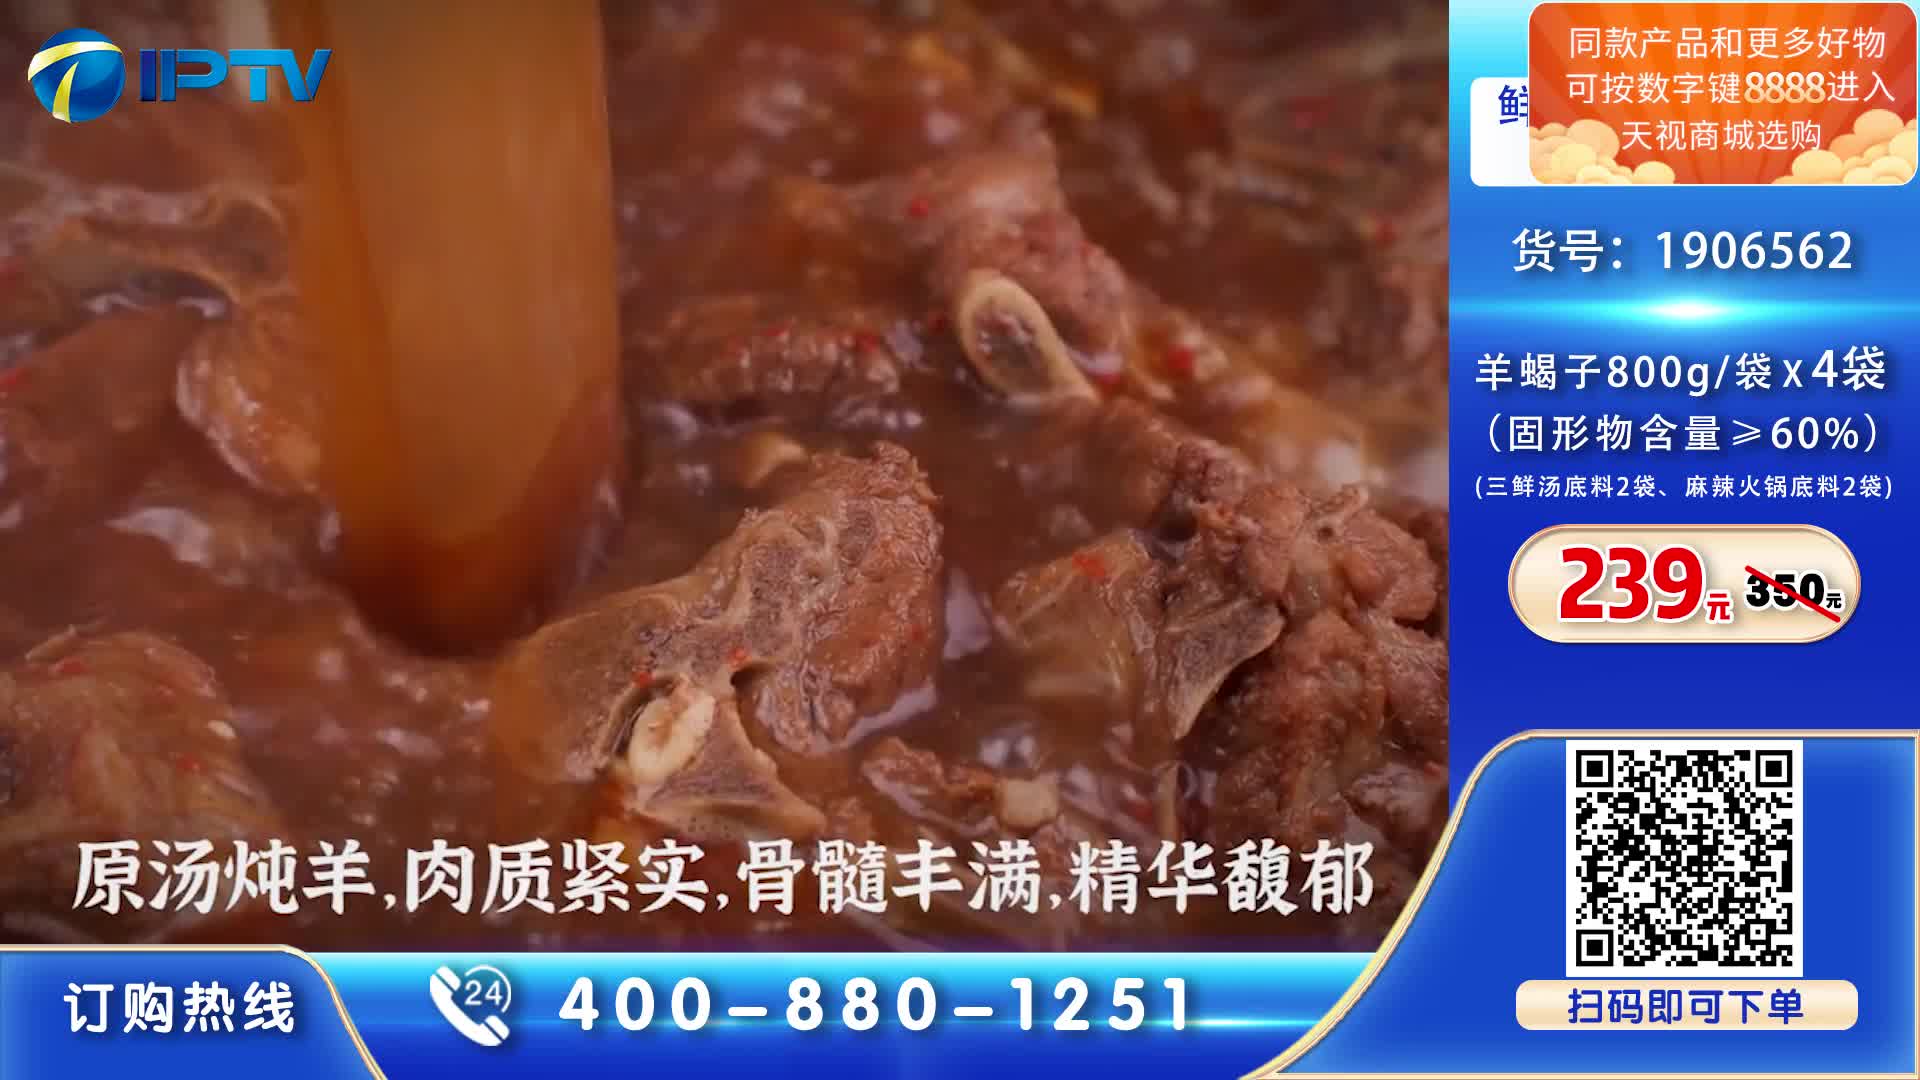 IPTV
同款产品和更多好物
可按数字键8888进入
天视商城选购
鲜
货号：1906562
羊蝎子800g/袋x4袋
（固形物含量≥60%）
(三鲜汤底料2袋、麻辣火锅底料2袋)
239元 350元
原汤炖羊,肉质紧实,骨髓丰满,精华馥郁
订购热线 24 400-880-1251
扫码即可下单